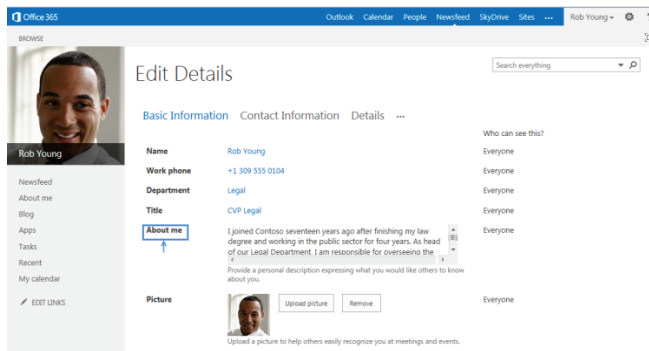 Office 365
Outlook Calendar People Newsfeed SkyDrive Sites ... Rob Young
BROWSE
Search everything
Edit Details
Basic Information Contact Information Details ...
Who can see this?
Rob Young
Name Rob Young Everyone
Work phone +1 309 555 0104 Everyone
Newsfeed
Department Legal Everyone
About me
Title CVP Legal Everyone
Blog
Apps
Tasks
Recent
My calendar
EDIT LINKS
About me I joined Contoso seventeen years ago after finishing my law Everyone
degree and working in the public sector for four years. As head
of our Legal Department, I am responsible for overseeing the
Provide a personal description expressing what you would like others to know
about you.
Picture Upload picture Remove Everyone
Upload a picture to help others easily recognize you at meetings and events.